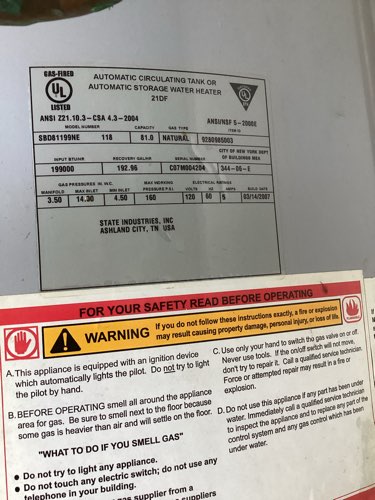 GAS-FIRED
UL
LISTED
AUTOMATIC CIRCULATING TANK OR
AUTOMATIC STORAGE WATER HEATER
21DF
UL
ANSI Z21.10.3-CSA 4.3-2004
ANSI/NSF 5-2000E
MODEL NUMBER CAPACITY GAS TYPE ITEM ID
SBD81199NE 118 81.0 NATURAL 9280965003
INPUT BTU/HR RECOVERY GAL/HR SERIAL NUMBER CITY OF NEW YORK DEPT OF BUILDINGS MEA
199000 192.96 C07M004204 344-06-E
GAS PRESSURES IN. W.C. MAX WORKING ELECTRICAL RATINGS
MANIFOLD MAX INLET MIN INLET PRESSURE P.S.I. VOLTS HZ AMPS BUILD DATE
3.50 14.00 4.50 160 120 60 5 03/14/2007
STATE INDUSTRIES, INC
ASHLAND CITY, TN USA
FOR YOUR SAFETY READ BEFORE OPERATING
WARNING
If you do not follow these instructions exactly, a fire or explosion
may result causing property damage, personal injury, or loss of life.
A. This appliance is equipped with an ignition device
which automatically lights the pilot. Do not try to light
the pilot by hand.
B. BEFORE OPERATING smell all around the appliance
area for gas. Be sure to smell next to the floor because
some gas is heavier than air and will settle on the floor.
"WHAT TO DO IF YOU SMELL GAS"
• Do not try to light any appliance.
• Do not touch any electric switch; do not use any
telephone in your building.
gas supplier from a
suppliers
C. Use only your hand to switch the gas valve on or off.
Never use tools. If the on/off switch will not move,
don't try to repair it. Call a qualified service technician.
Force or attempted repair may result in a fire or
explosion.
D. Do not use this appliance if any part has been under
water. Immediately call a qualified service technician
to inspect the appliance and to replace any part of the
control system and any gas control which has been
under water.